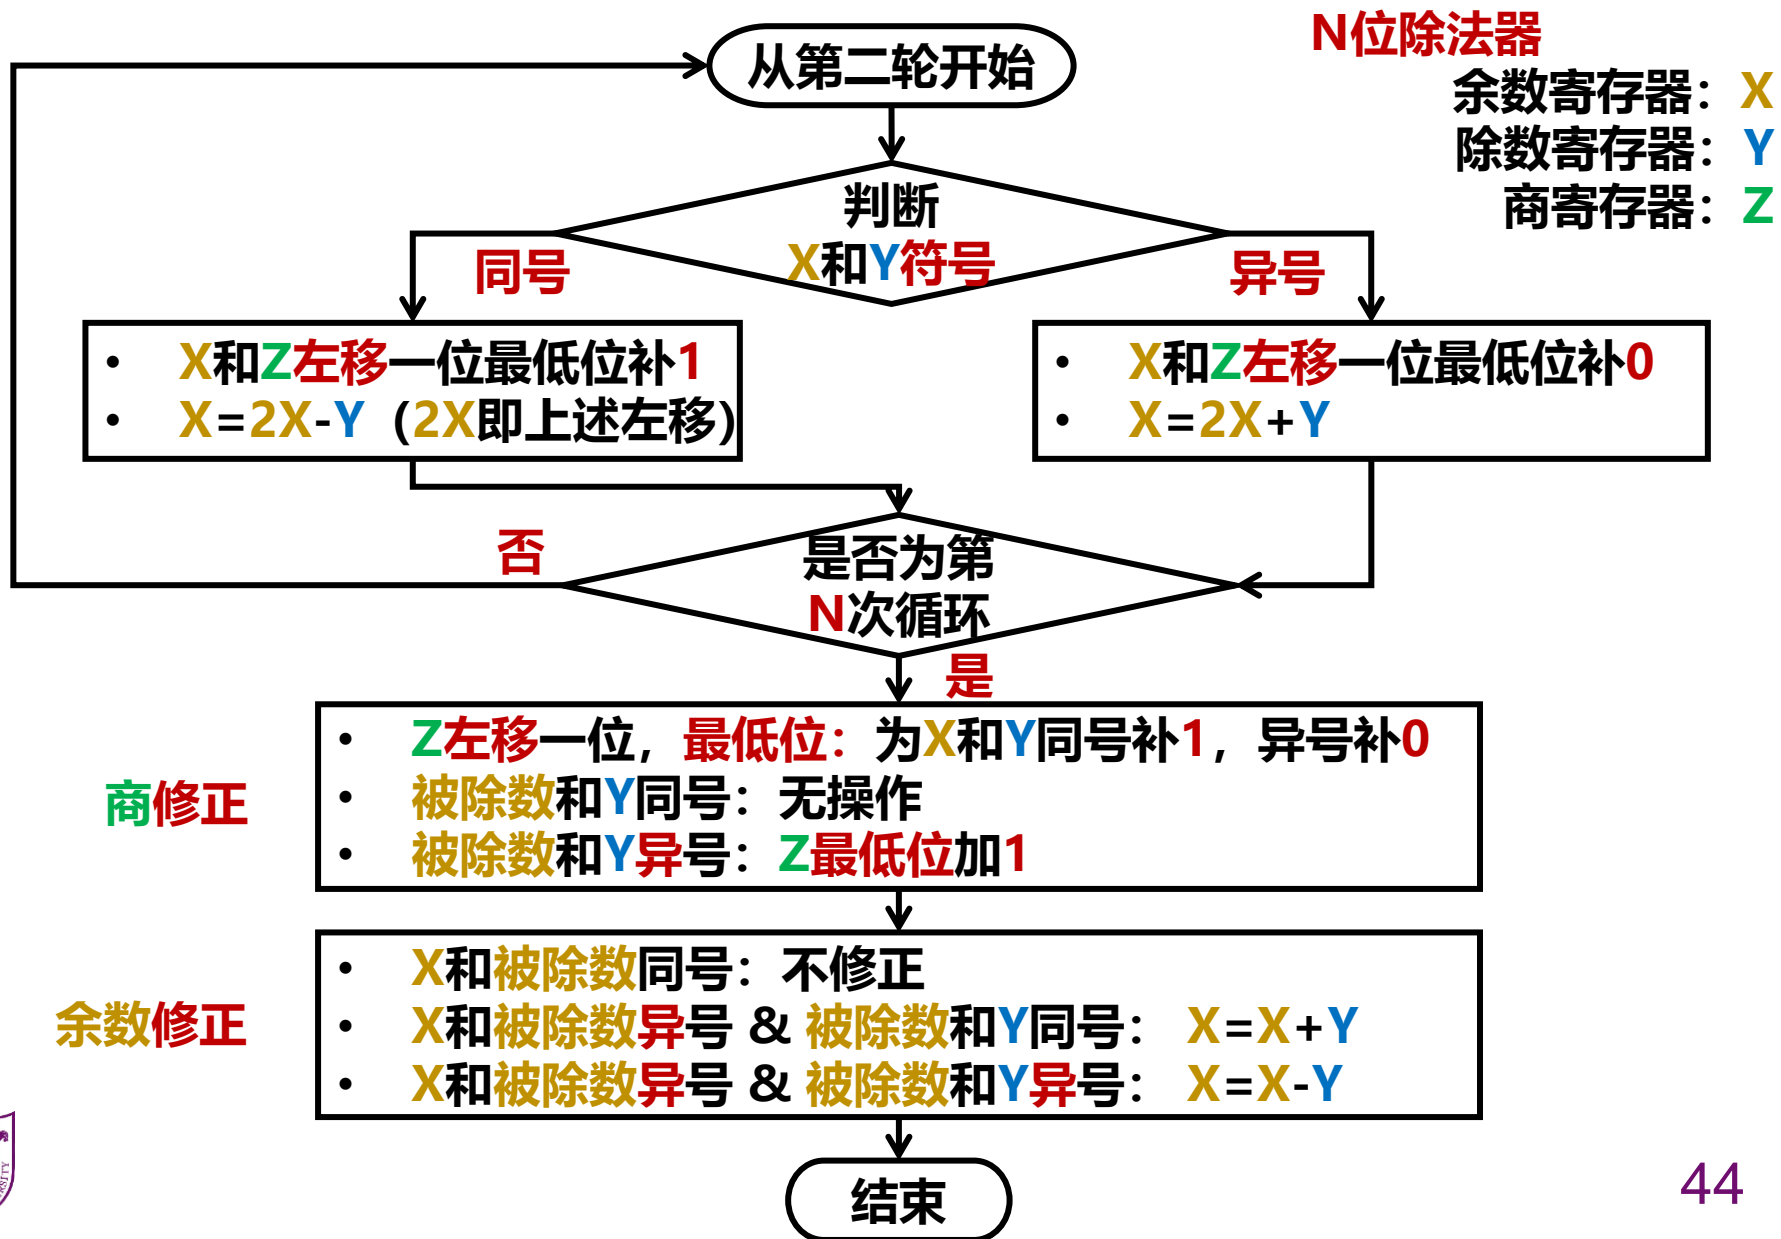 从第二轮开始
N位除法器
余数寄存器：X
除数寄存器：Y
商寄存器：Z
判断
X和Y符号
同号
异号
• X和Z左移一位最低位补1
• X=2X-Y（2X即上述左移）
• X和Z左移一位最低位补0
• X=2X+Y
否
是否为第
N次循环
是
商修正
• Z左移一位，最低位：为X和Y同号补1，异号补0
• 被除数和Y同号：无操作
• 被除数和Y异号：Z最低位加1
余数修正
• X和被除数同号：不修正
• X和被除数异号 & 被除数和Y同号： X=X+Y
• X和被除数异号 & 被除数和Y异号： X=X-Y
结束
44